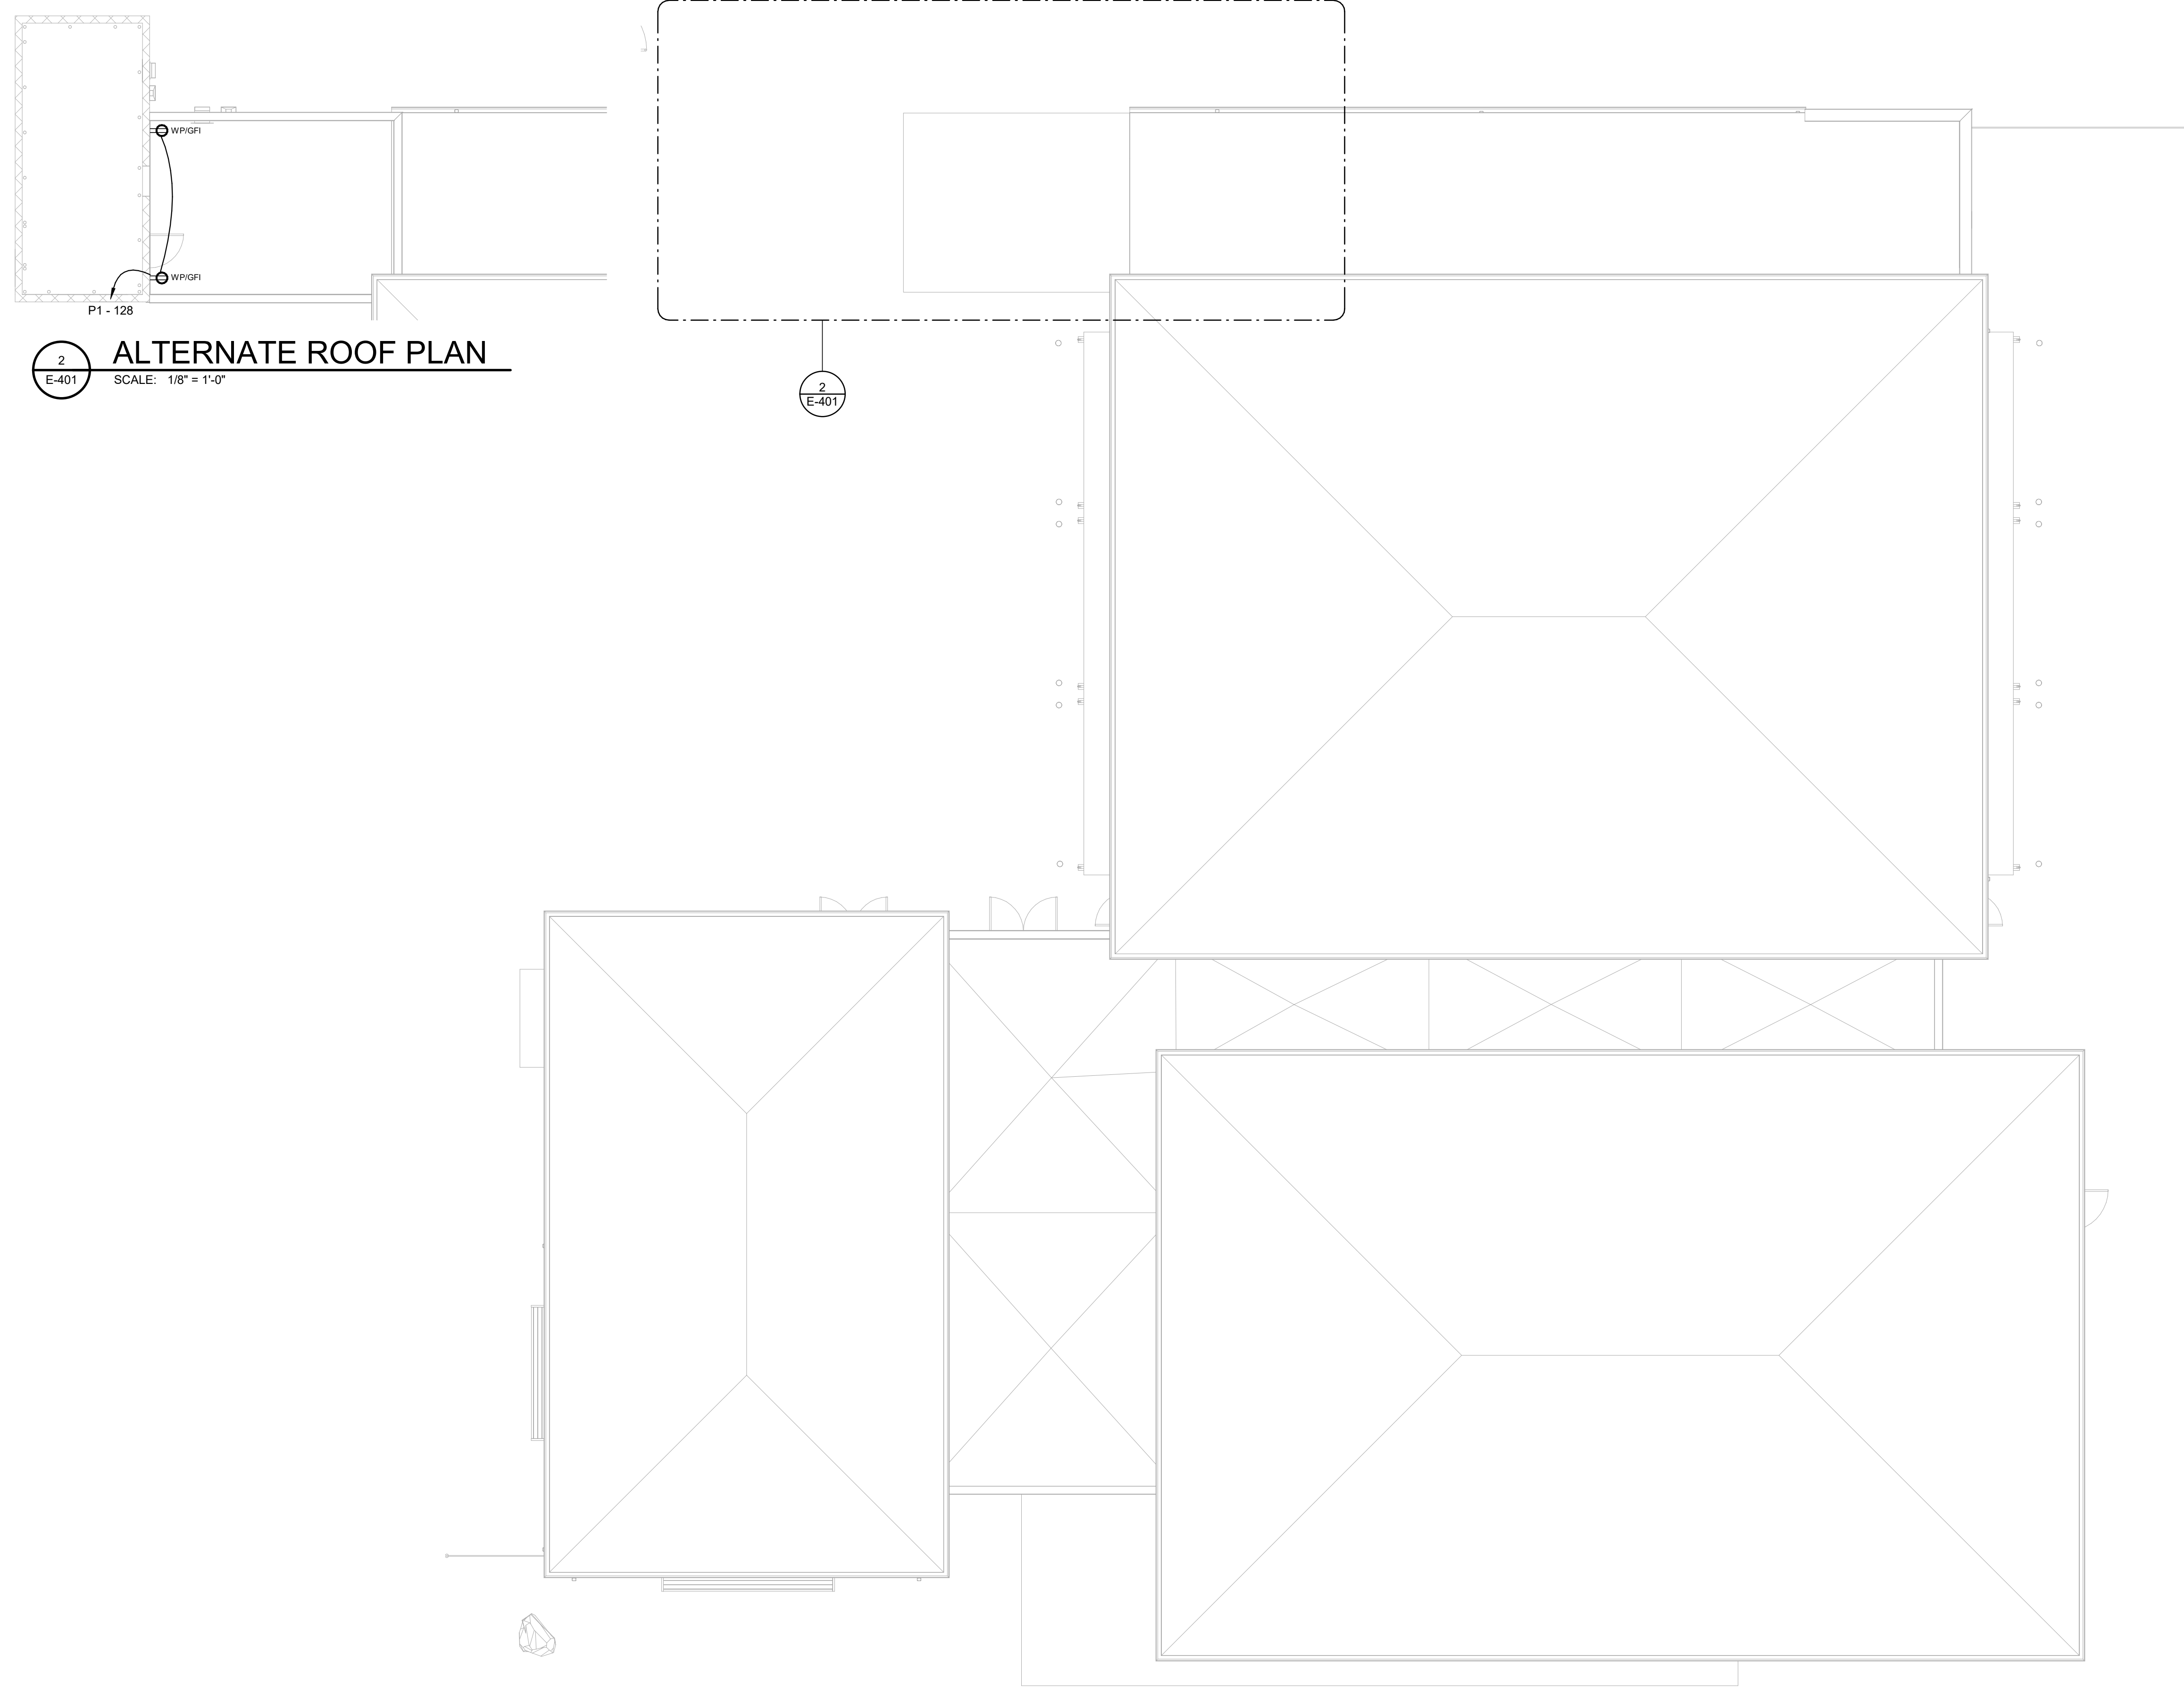 WP/GFI
WP/GFI
P1 - 128
2
E-401
ALTERNATE ROOF PLAN
SCALE: 1/8" = 1'-0"
2
E-401